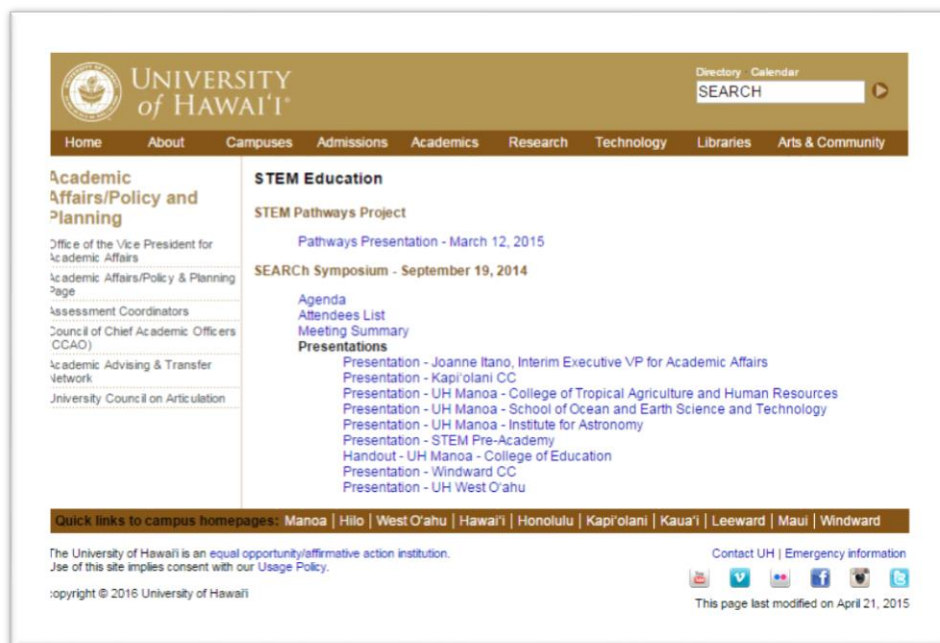 UNIVERSITY
of HAWAI‘I®
Directory Calendar
SEARCH
Home About Campuses Admissions Academics Research Technology Libraries Arts & Community
Academic
Affairs/Policy and
Planning
Office of the Vice President for
Academic Affairs
Academic Affairs/Policy & Planning
Page
Assessment Coordinators
Council of Chief Academic Officers
(CCAO)
Academic Advising & Transfer
Network
University Council on Articulation
STEM Education
STEM Pathways Project
Pathways Presentation - March 12, 2015
SEARCh Symposium - September 19, 2014
Agenda
Attendees List
Meeting Summary
Presentations
Presentation - Joanne Itano, Interim Executive VP for Academic Affairs
Presentation - Kapi‘olani CC
Presentation - UH Manoa - College of Tropical Agriculture and Human Resources
Presentation - UH Manoa - School of Ocean and Earth Science and Technology
Presentation - UH Manoa - Institute for Astronomy
Presentation - STEM Pre-Academy
Handout - UH Manoa - College of Education
Presentation - Windward CC
Presentation - UH West O‘ahu
Quick links to campus homepages: Manoa | Hilo | West O‘ahu | Hawai‘i | Honolulu | Kapi‘olani | Kaua‘i | Leeward | Maui | Windward
The University of Hawai‘i is an equal opportunity/affirmative action institution.
Use of this site implies consent with our Usage Policy.
copyright © 2016 University of Hawai‘i
Contact UH | Emergency information
This page last modified on April 21, 2015